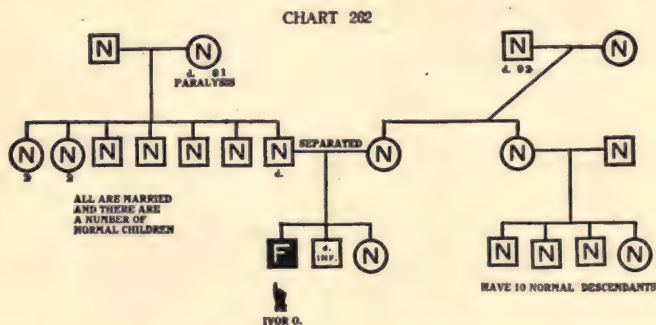 CHART 262
N N N N
d. 81 d. 92
PARALYSIS
SEPARATED
N N N N N N N N N N
2 2 d.
ALL ARE MARRIED
AND THERE ARE
A NUMBER OF
NORMAL CHILDREN
F d. N N N N N
INF.
HAVE 10 NORMAL DESCENDANTS
IVOR O.